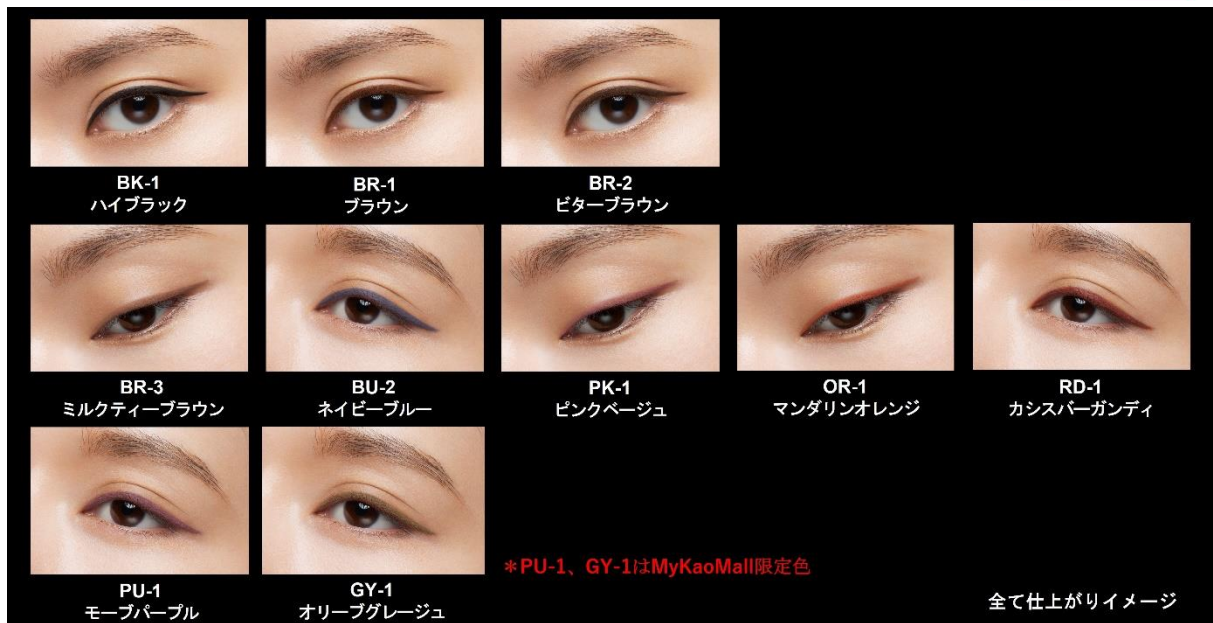 BK-1
ハイブラック
BR-1
ブラウン
BR-2
ビターブラウン
BR-3
ミルクティーブラウン
BU-2
ネイビーブルー
PK-1
ピンクベージュ
OR-1
マンダリンオレンジ
RD-1
カシスバーガンディ
PU-1
モーブパープル
GY-1
オリーブグレージュ
＊PU-1、GY-1はMyKaoMall限定色
全て仕上がりイメージ